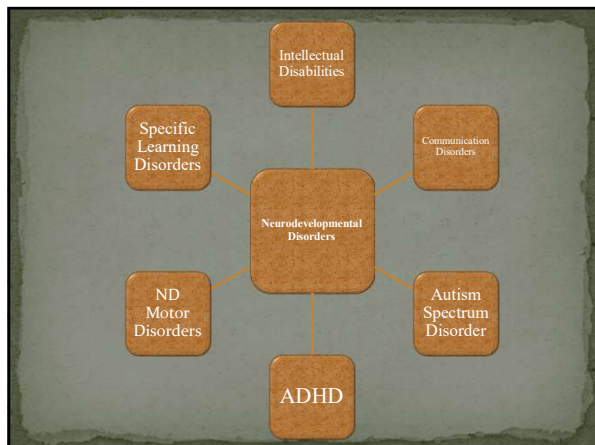 Intellectual
Disabilities
Specific
Learning
Disorders
Communication
Disorders
Neurodevelopmental
Disorders
ND
Motor
Disorders
Autism
Spectrum
Disorder
ADHD